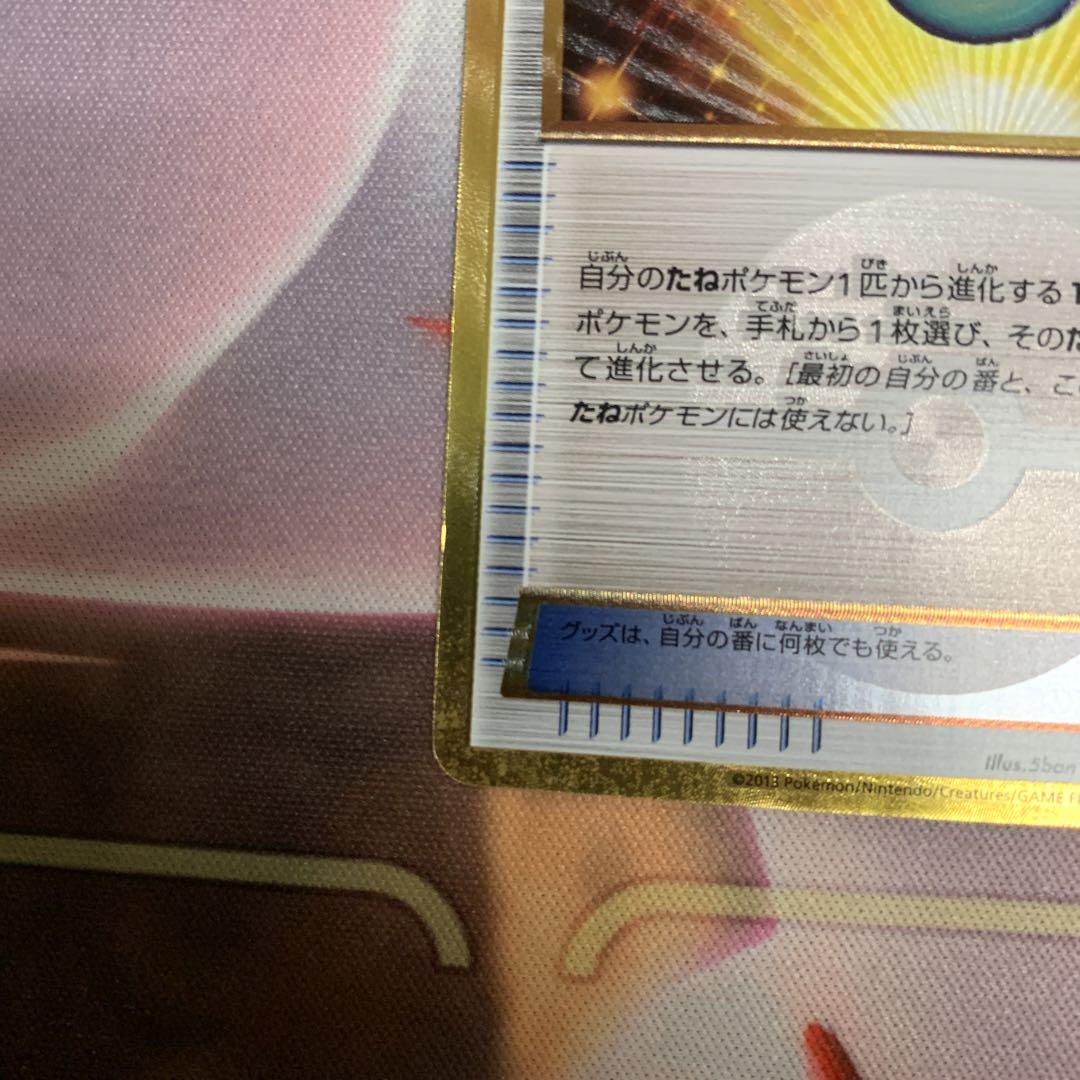 自分のたねポケモン1匹から進化する1
ポケモンを、手札から1枚選び、そのた
て進化させる。[最初の自分の番と、こ
たねポケモンには使えない。]
グッズは、自分の番に何枚でも使える。
Illus.5ban
©2013 Pokémon/Nintendo/Creatures/GAME F